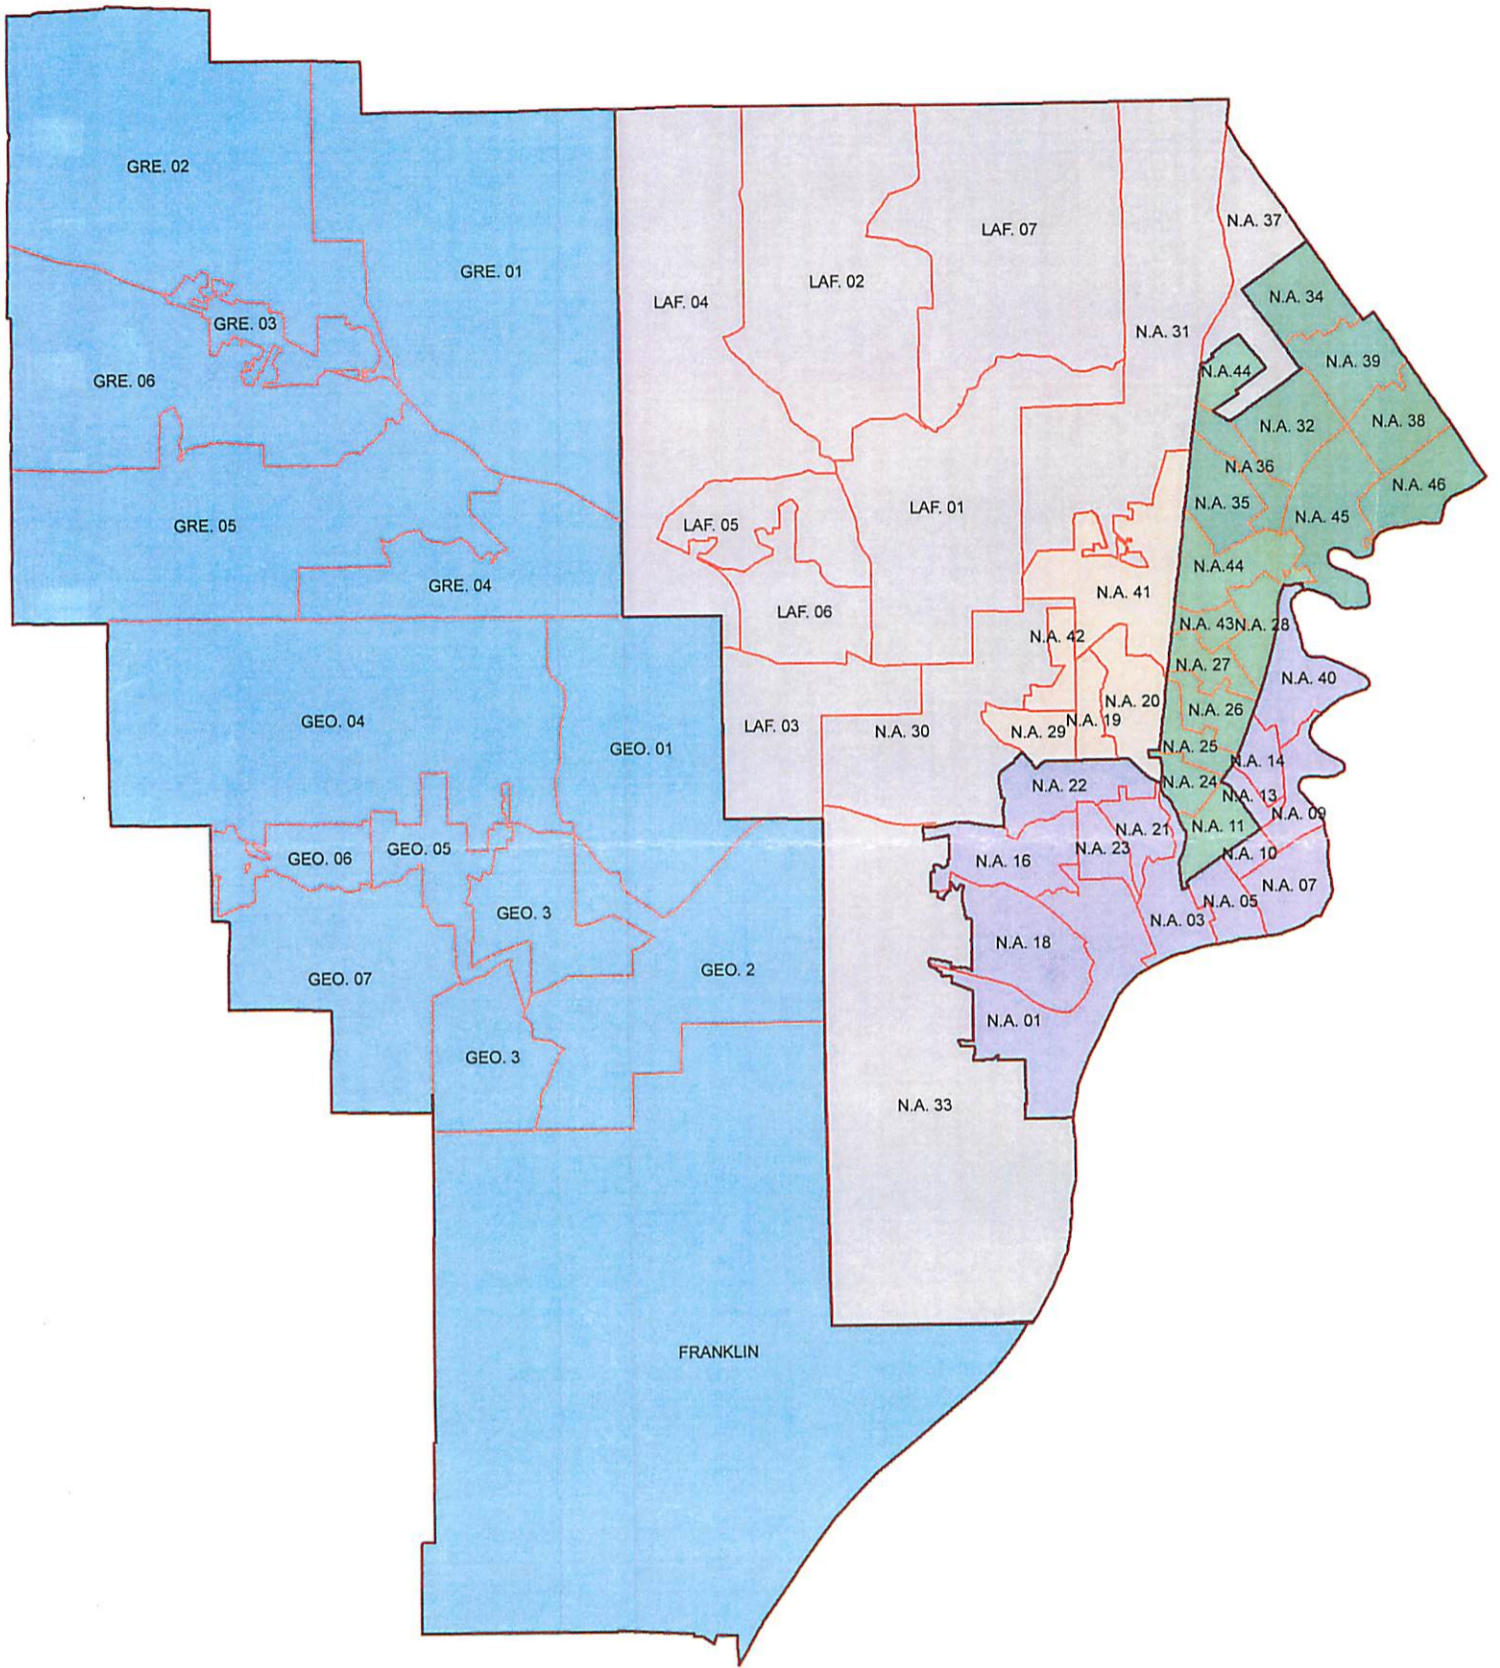 GRE. 02
N.A. 37
LAF. 07
GRE. 01
LAF. 02
N.A. 34
LAF. 04
GRE. 03
N.A. 31
N.A. 39
N.A.44
GRE. 06
N.A. 38
N.A. 32
N.A 36
N.A. 46
N.A. 35
LAF. 01
N.A. 45
LAF. 05
GRE. 05
N.A.44
GRE. 04
N.A. 41
LAF. 06
N.A. 43
N.A. 28
N.A. 42
N.A. 27
N.A. 40
N.A. 20
N.A. 26
GEO. 04
N.A. 19
LAF. 03
N.A. 30
N.A. 29
GEO. 01
N.A. 25
N.A. 14
N.A. 24
N.A. 22
N.A. 13
N.A. 09
N.A. 11
N.A. 21
GEO. 05
N.A. 23
N.A. 10
GEO. 06
N.A. 16
N.A. 07
N.A. 05
GEO. 3
N.A. 03
N.A. 18
GEO. 2
GEO. 07
N.A. 01
GEO. 3
N.A. 33
FRANKLIN